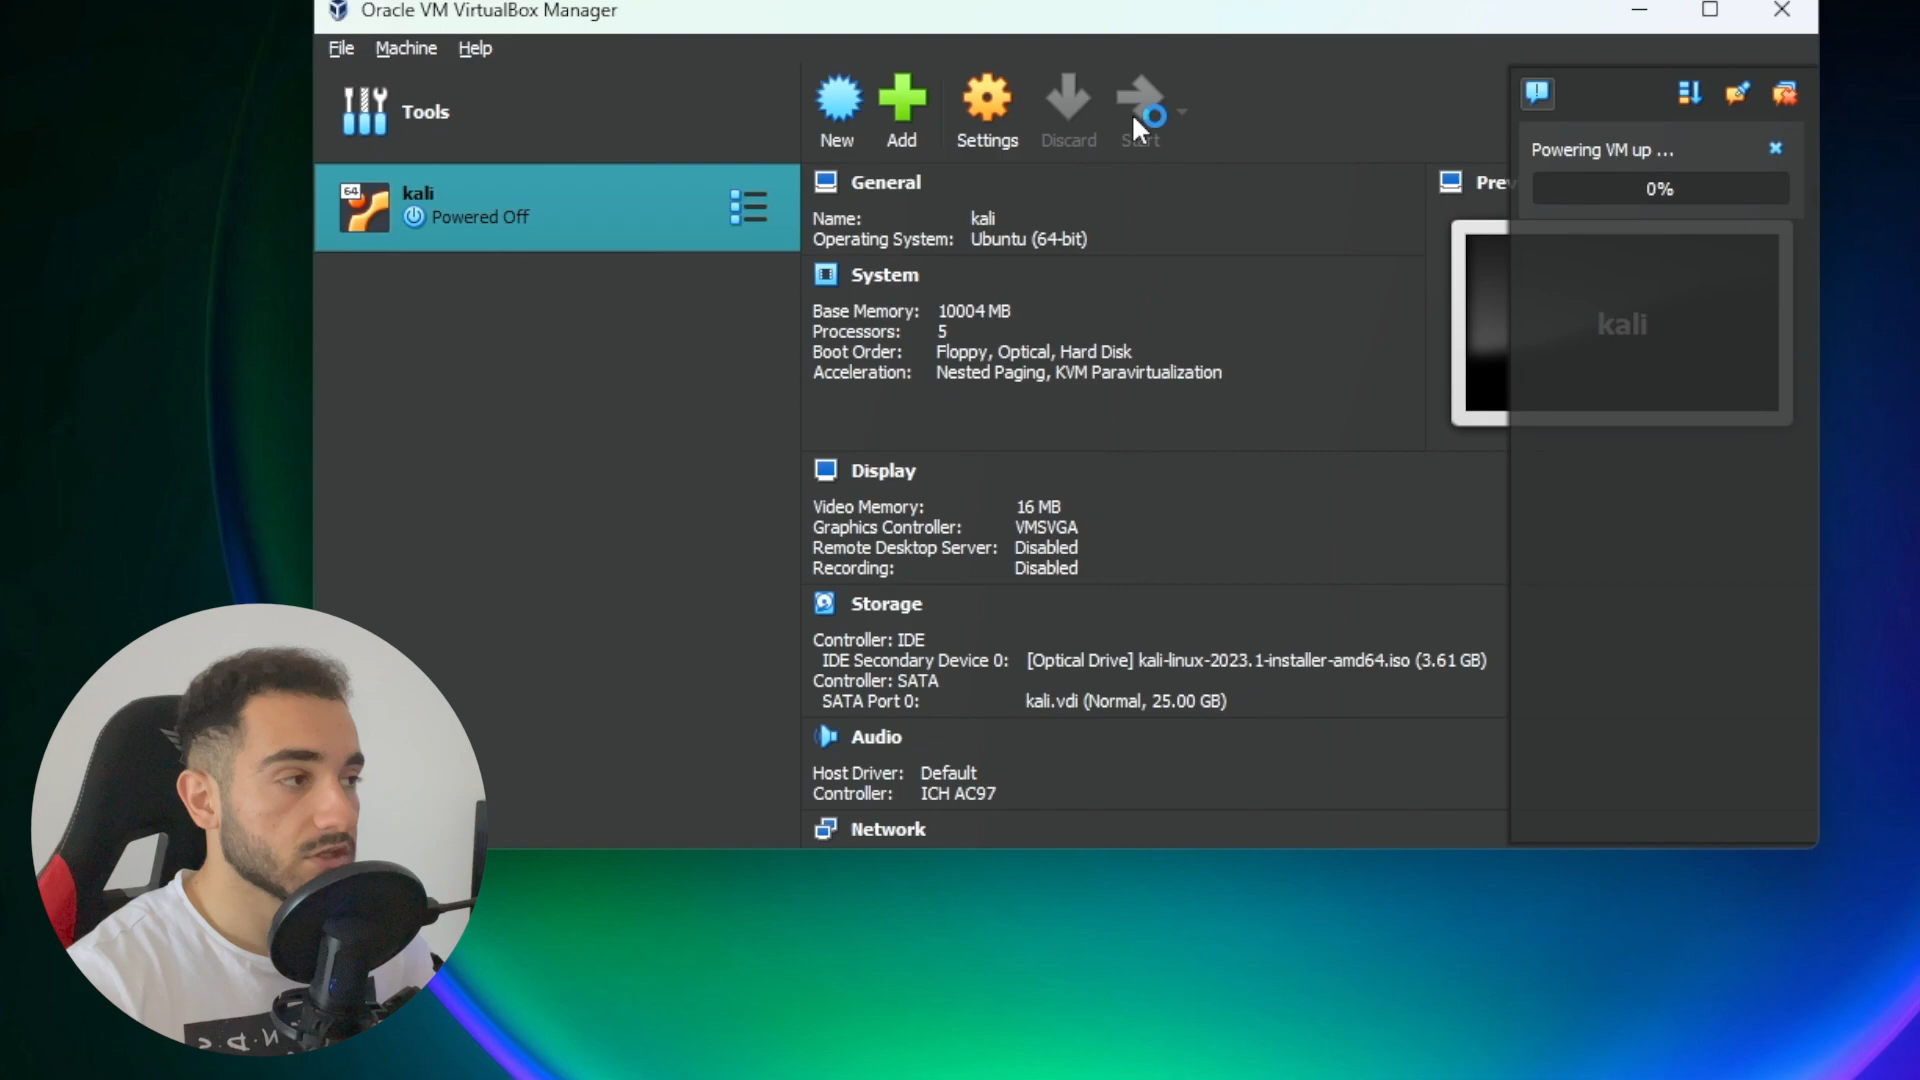 Oracle VM VirtualBox Manager
File Machine Help
Tools
New Add Settings Discard Start
64
kali
Powered Off
General
Name: kali
Operating System: Ubuntu (64-bit)
System
Base Memory: 10004 MB
Processors: 5
Boot Order: Floppy, Optical, Hard Disk
Acceleration: Nested Paging, KVM Paravirtualization
Display
Video Memory: 16 MB
Graphics Controller: VMSVGA
Remote Desktop Server: Disabled
Recording: Disabled
Storage
Controller: IDE
IDE Secondary Device 0: [Optical Drive] kali-linux-2023.1-installer-amd64.iso (3.61 GB)
Controller: SATA
SATA Port 0: kali.vdi (Normal, 25.00 GB)
Audio
Host Driver: Default
Controller: ICH AC97
Network
Powering VM up ...
0%
Prev
kali